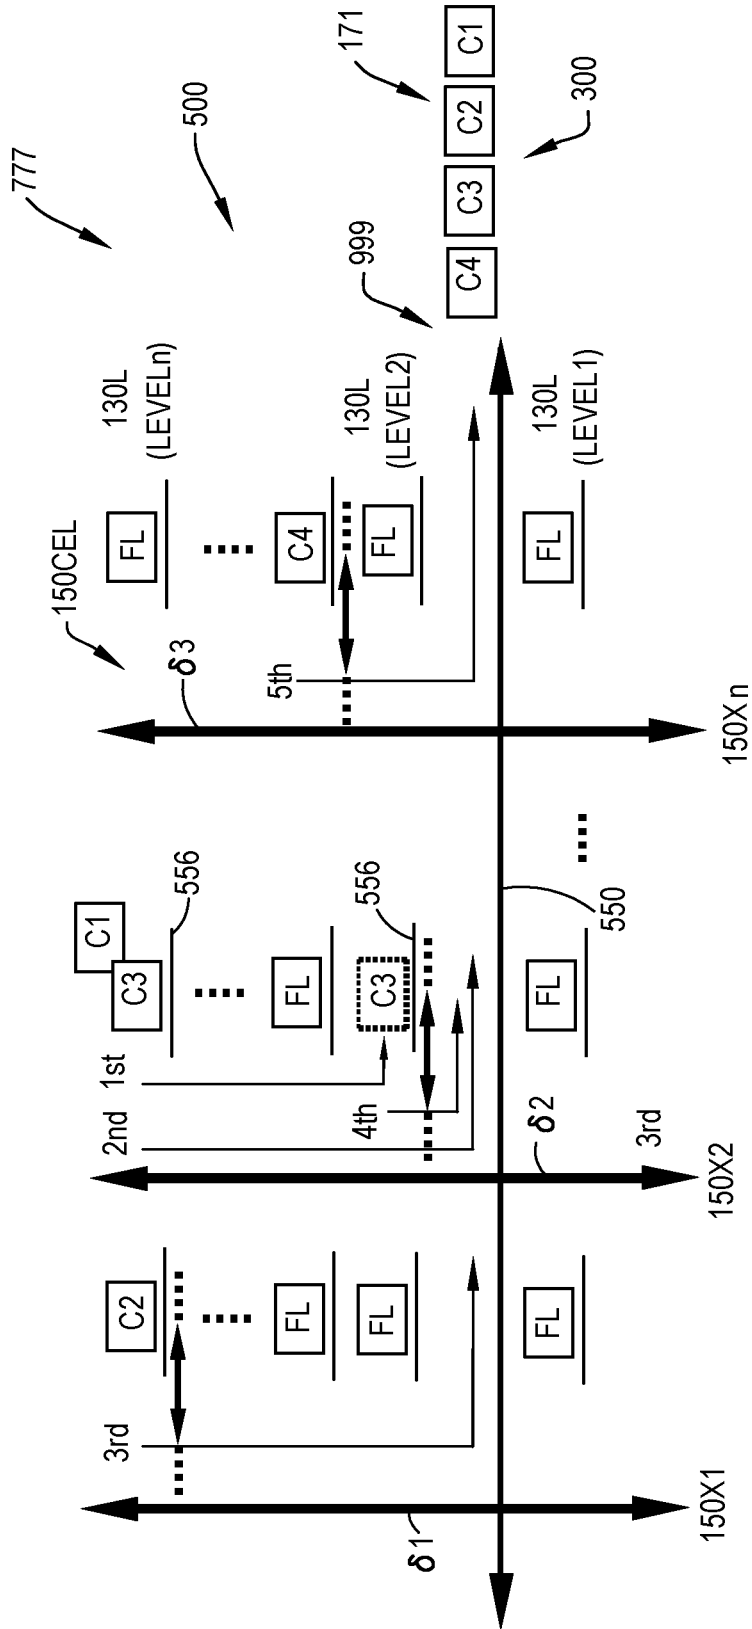 777
500
171
C4
C3
C2
C1
999
300
150CEL
130L
(LEVELn)
130L
(LEVEL2)
130L
(LEVEL1)
δ3
FL
C4
FL
FL
5th
150Xn
C1
C3
556
FL
C3
556
FL
550
1st
2nd
4th
δ2
3rd
150X2
C2
FL
FL
FL
3rd
δ1
150X1